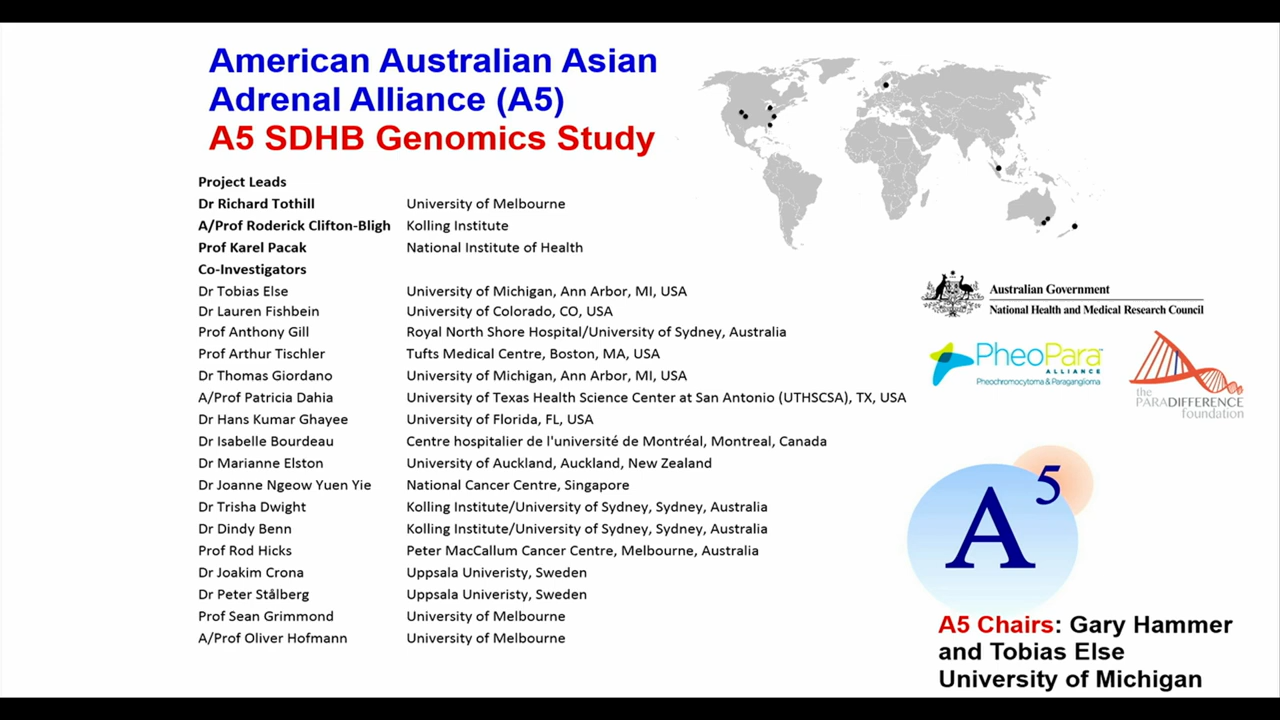 American Australian Asian
Adrenal Alliance (A5)
A5 SDHB Genomics Study
Project Leads
Dr Richard Tothill University of Melbourne
A/Prof Roderick Clifton-Bligh Kolling Institute
Prof Karel Pacak National Institute of Health
Co-Investigators
Dr Tobias Else University of Michigan, Ann Arbor, MI, USA
Dr Lauren Fishbein University of Colorado, CO, USA
Prof Anthony Gill Royal North Shore Hospital/University of Sydney, Australia
Prof Arthur Tischler Tufts Medical Centre, Boston, MA, USA
Dr Thomas Giordano University of Michigan, Ann Arbor, MI, USA
A/Prof Patricia Dahia University of Texas Health Science Center at San Antonio (UTHSCSA), TX, USA
Dr Hans Kumar Ghayee University of Florida, FL, USA
Dr Isabelle Bourdeau Centre hospitalier de l'université de Montréal, Montreal, Canada
Dr Marianne Elston University of Auckland, Auckland, New Zealand
Dr Joanne Ngeow Yuen Yie National Cancer Centre, Singapore
Dr Trisha Dwight Kolling Institute/University of Sydney, Sydney, Australia
Dr Dindy Benn Kolling Institute/University of Sydney, Sydney, Australia
Prof Rod Hicks Peter MacCallum Cancer Centre, Melbourne, Australia
Dr Joakim Crona Uppsala Univeristy, Sweden
Dr Peter Stålberg Uppsala Univeristy, Sweden
Prof Sean Grimmond University of Melbourne
A/Prof Oliver Hofmann University of Melbourne
Australian Government
National Health and Medical Research Council
PheoPara
ALLIANCE
Pheochromocytoma & Paraganglioma
the
PARADIFFERENCE
foundation
A5
A5 Chairs: Gary Hammer
and Tobias Else
University of Michigan